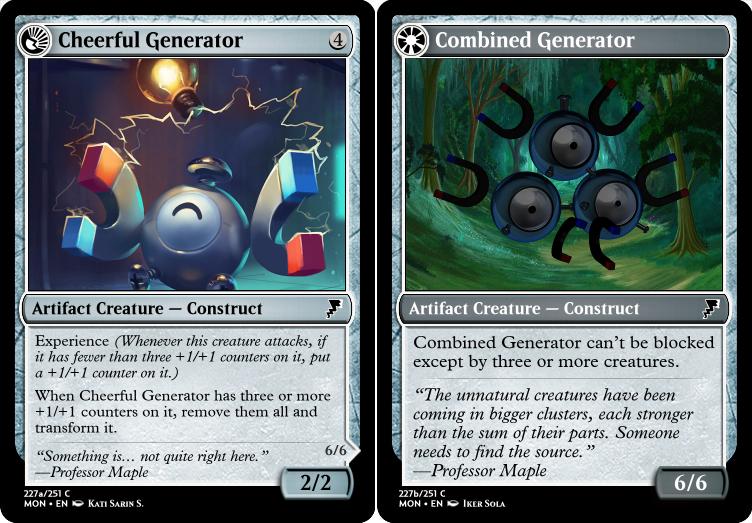 Cheerful Generator
4
Artifact Creature — Construct
Experience (Whenever this creature attacks, if
it has fewer than three +1/+1 counters on it, put
a +1/+1 counter on it.)
When Cheerful Generator has three or more
+1/+1 counters on it, remove them all and
transform it.
“Something is… not quite right here.”
—Professor Maple
6/6
2/2
227a/251 C
MON • EN Kati Sarin S.
Combined Generator
Artifact Creature — Construct
Combined Generator can’t be blocked
except by three or more creatures.
“The unnatural creatures have been
coming in bigger clusters, each stronger
than the sum of their parts. Someone
needs to find the source.”
—Professor Maple
6/6
227b/251 C
MON • EN Iker Sola